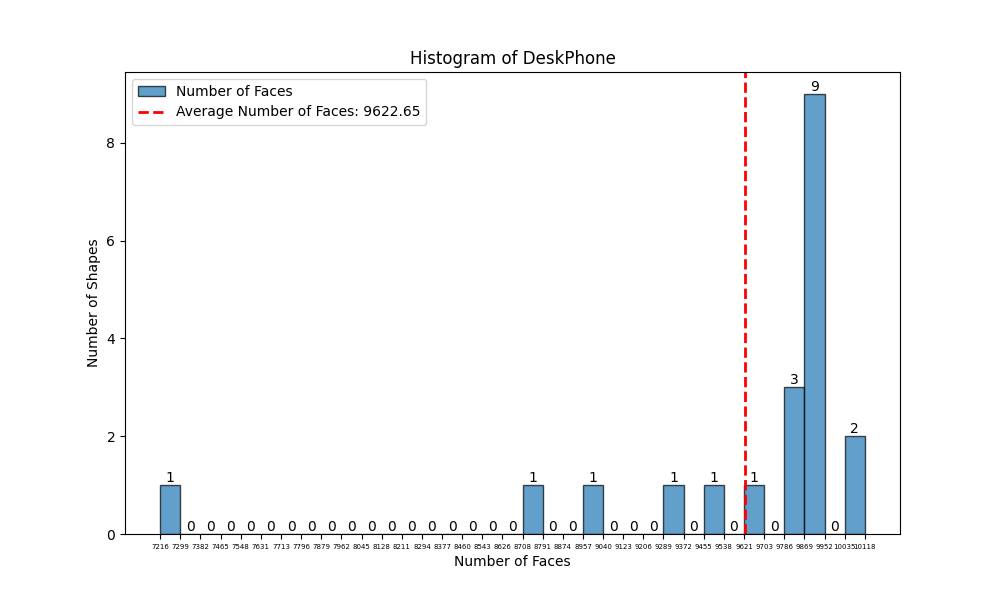 Histogram of DeskPhone
Number of Faces
Average Number of Faces: 9622.65
Number of Shapes
8
6
4
2
0
1 0 0 0 0 0 0 0 0 0 0 0 0 0 0 0 0 0 1 0 0 1 0 0 0 1 0 1 0 1 0 3 9 0 2
7216 7299 7382 7465 7548 7631 7713 7796 7879 7962 8045 8128 8211 8294 8377 8460 8543 8626 8708 8791 8874 8957 9040 9123 9206 9289 9372 9455 9538 9621 9703 9786 9869 9952 10035 10118
Number of Faces